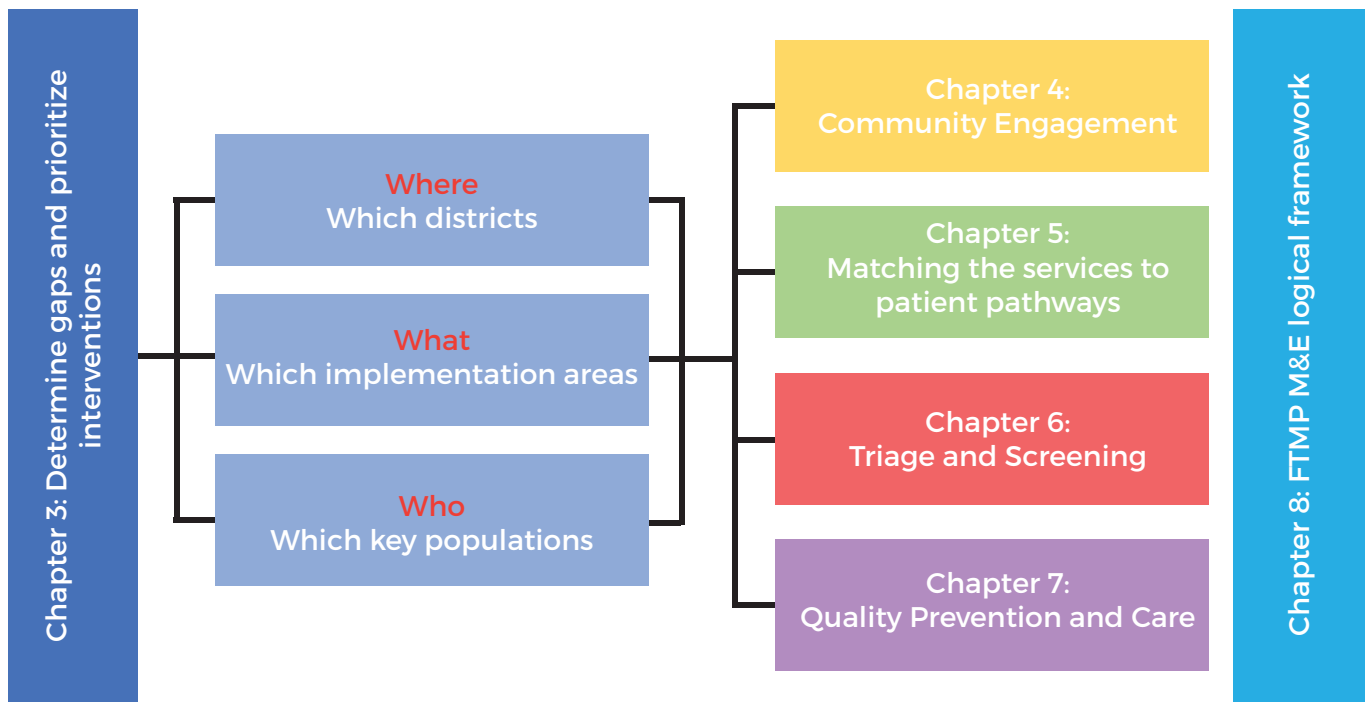 Chapter 3: Determine gaps and prioritize
interventions
Where
Which districts
What
Which implementation areas
Who
Which key populations
Chapter 4:
Community Engagement
Chapter 5:
Matching the services to
patient pathways
Chapter 6:
Triage and Screening
Chapter 7:
Quality Prevention and Care
Chapter 8: FTMP M&E logical framework